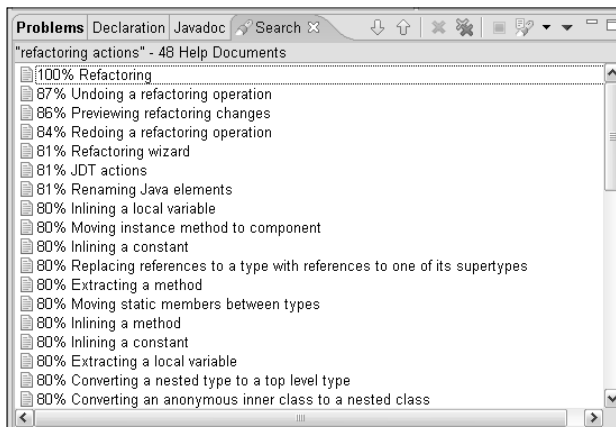 Problems Declaration Javadoc Search
"refactoring actions" - 48 Help Documents
100% Refactoring
87% Undoing a refactoring operation
86% Previewing refactoring changes
84% Redoing a refactoring operation
81% Refactoring wizard
81% JDT actions
81% Renaming Java elements
80% Inlining a local variable
80% Moving instance method to component
80% Inlining a constant
80% Replacing references to a type with references to one of its supertypes
80% Extracting a method
80% Moving static members between types
80% Inlining a method
80% Inlining a constant
80% Extracting a local variable
80% Converting a nested type to a top level type
80% Converting an anonymous inner class to a nested class